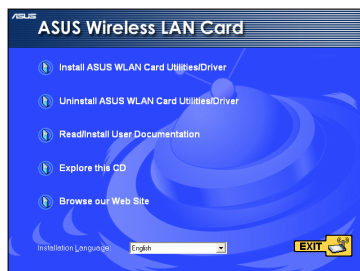 ASUS
ASUS Wireless LAN Card
Install ASUS WLAN Card Utilities/Driver
Uninstall ASUS WLAN Card Utilities/Driver
Read/Install User Documentation
Explore this CD
Browse our Web Site
Installation Language: English
EXIT